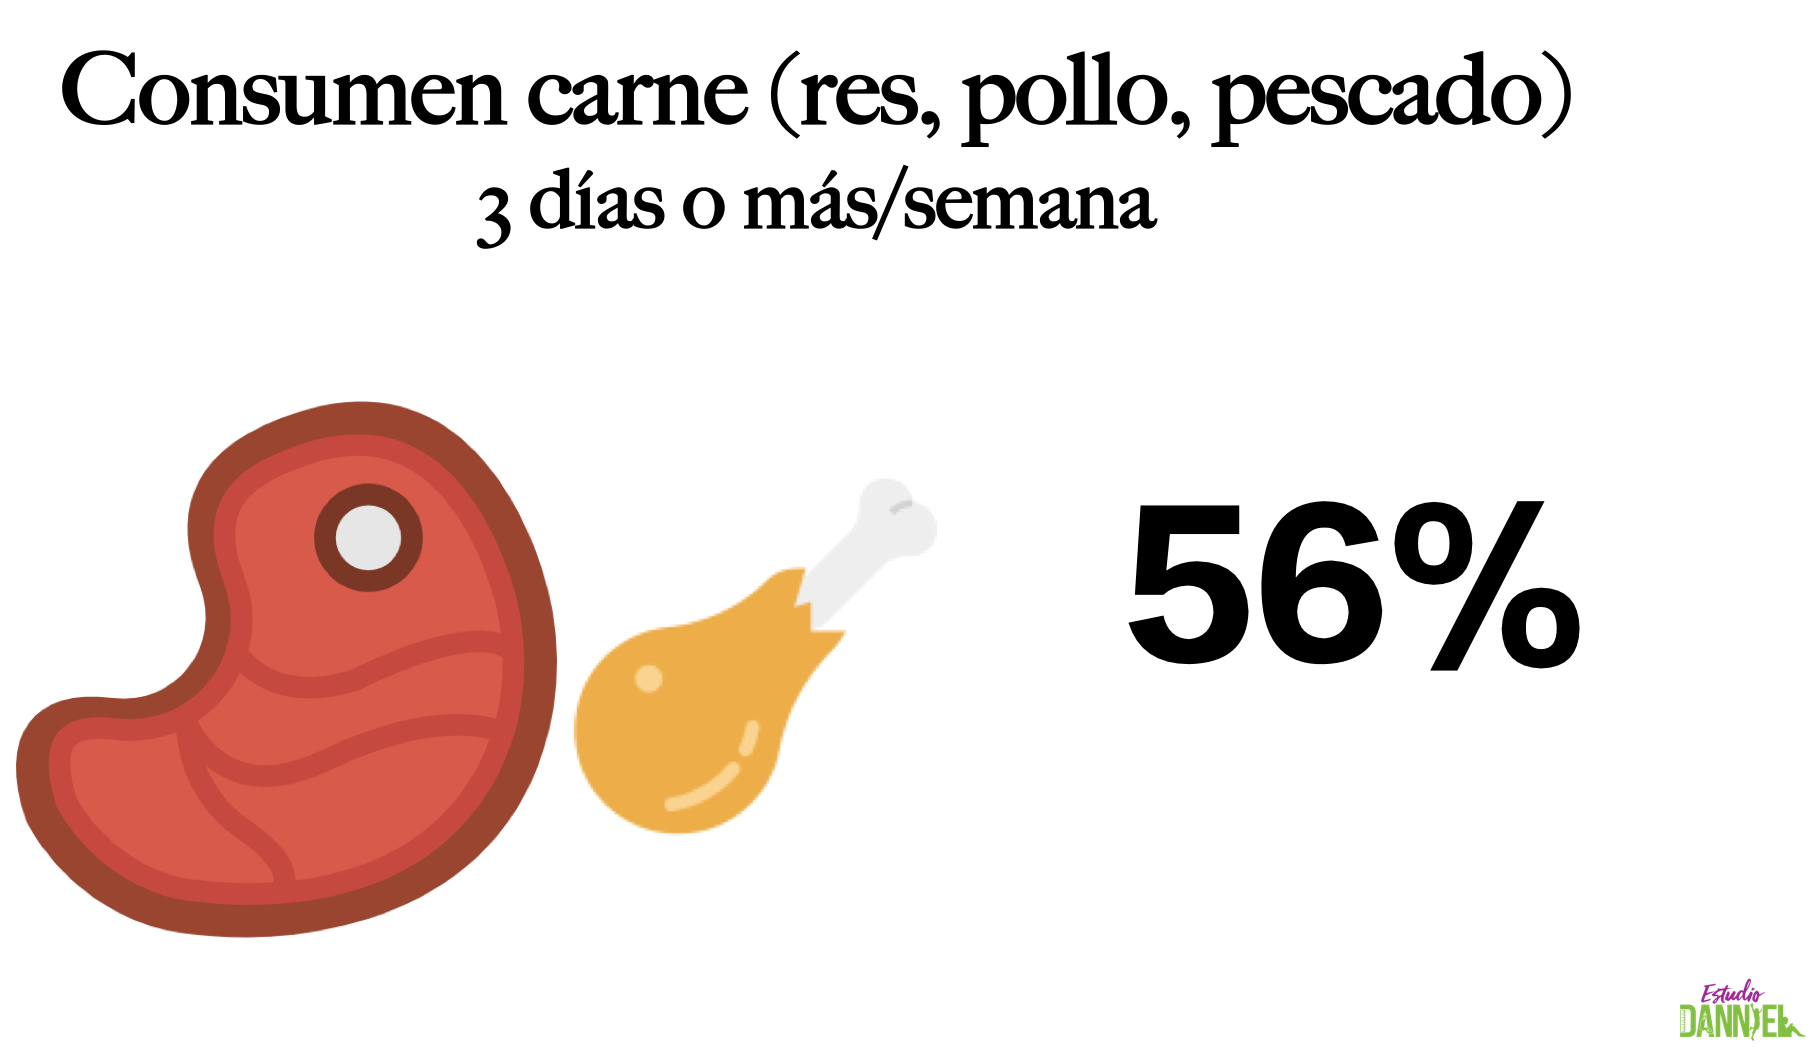 Consumen carne (res, pollo, pescado)
3 días o más/semana
56%
Estudio
DANNIEL